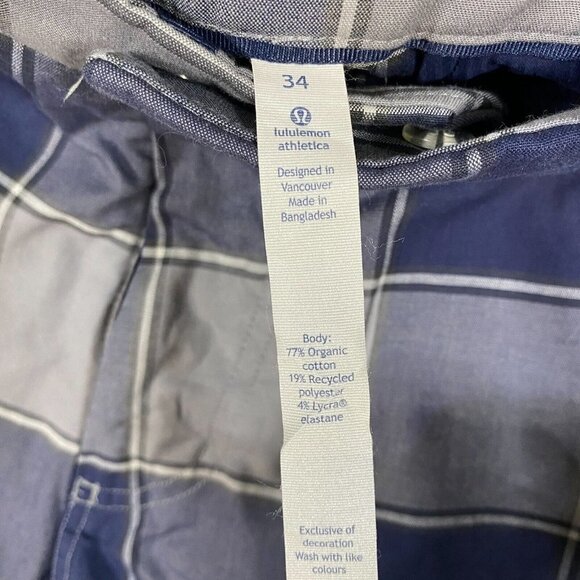 34
lululemon
athletica
Designed in
Vancouver
Made in
Bangladesh
Body:
77% Organic
cotton
19% Recycled
polyester
4% Lycra®
elastane
Exclusive of
decoration
Wash with like
colours